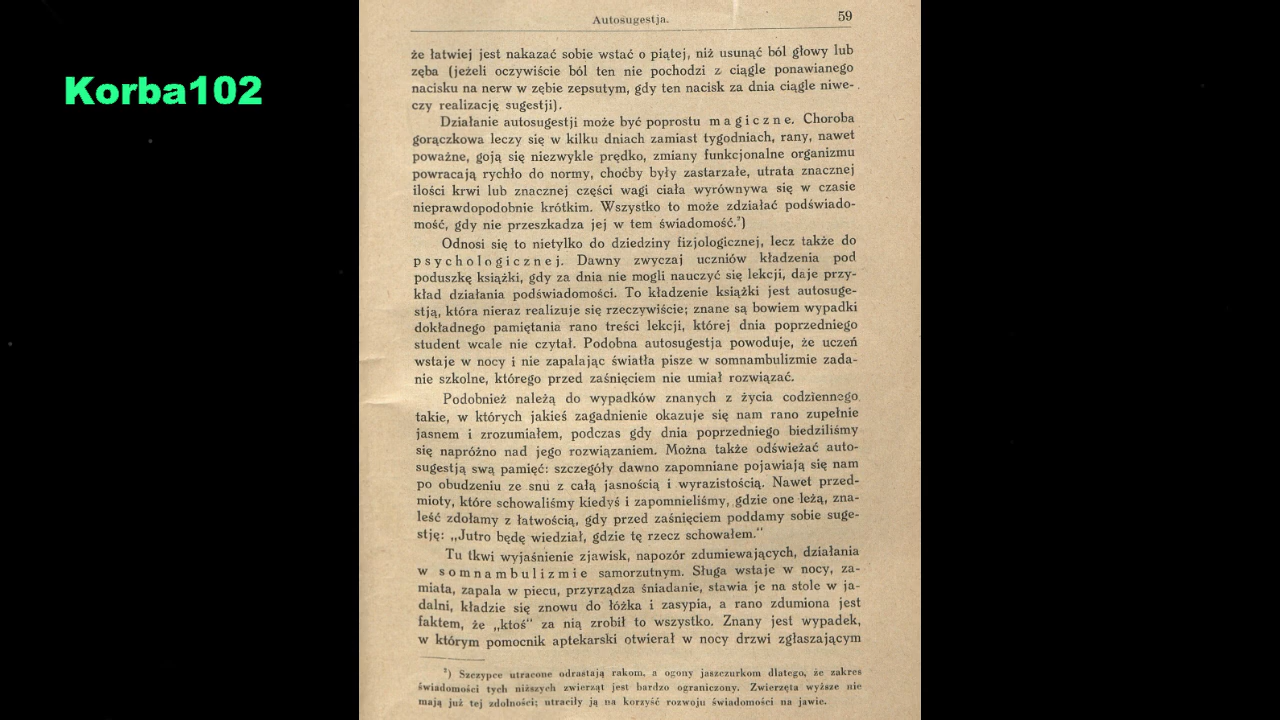 Korba102
Autosugestja.
59
że łatwiej jest nakazać sobie wstać o piątej, niż usunąć ból głowy lub
zęba (jeżeli oczywiście ból ten nie pochodzi z ciągle ponawianego
nacisku na nerw w zębie zepsutym, gdy ten nacisk za dnia ciągle niwe-
czy realizację sugestji).
Działanie autosugestji może być poprostu magiczne. Choroba
gorączkowa leczy się w kilku dniach zamiast tygodniach, rany, nawet
poważne, goją się niezwykle prędko, zmiany funkcjonalne organizmu
powracają rychło do normy, choćby były zastarzałe, utrata znacznej
ilości krwi lub znacznej części wagi ciała wyrównywa się w czasie
nieprawdopodobnie krótkim. Wszystko to może zdziałać podświado-
mość, gdy nie przeszkadza jej w tem świadomość.²)
Odnosi się to nietylko do dziedziny fizjologicznej, lecz także do
psychologicznej. Dawny zwyczaj uczniów kładzenia pod
poduszkę książki, gdy za dnia nie mogli nauczyć się lekcji, daje przy-
kład działania podświadomości. To kładzenie książki jest autosuge-
stją, która nieraz realizuje się rzeczywiście; znane są bowiem wypadki
dokładnego pamiętania rano treści lekcji, której dnia poprzedniego
student wcale nie czytał. Podobna autosugestja powoduje, że uczeń
wstaje w nocy i nie zapalając światła pisze w somnambulizmie zada-
nie szkolne, którego przed zaśnięciem nie umiał rozwiązać.
Podobnież należą do wypadków znanych z życia codziennego
takie, w których jakieś zagadnienie okazuje się nam rano zupełnie
jasnem i zrozumiałem, podczas gdy dnia poprzedniego biedziliśmy
się napróżno nad jego rozwiązaniem. Można także odświeżać auto-
sugestją swą pamięć: szczegóły dawno zapomniane pojawiają się nam
po obudzeniu ze snu z całą jasnością i wyrazistością. Nawet przed-
mioty, które schowaliśmy kiedyś i zapomnieliśmy, gdzie one leżą, zna-
leść zdołamy z łatwością, gdy przed zaśnięciem poddamy sobie suge-
stję: „Jutro będę wiedział, gdzie tę rzecz schowałem.“
Tu tkwi wyjaśnienie zjawisk, napozór zdumiewających, działania
w somnambulizmie samorzutnym. Sługa wstaje w nocy, za-
miata, zapala w piecu, przyrządza śniadanie, stawia je na stole w ja-
dalni, kładzie się znowu do łóżka i zasypia, a rano zdumiona jest
faktem, że „ktoś“ za nią zrobił to wszystko. Znany jest wypadek,
w którym pomocnik aptekarski otwierał w nocy drzwi zgłaszającym
²) Szczypce utracone odrastają rakom, a ogony jaszczurkom dlatego, że zakres
świadomości tych niższych zwierząt jest bardzo ograniczony. Zwierzęta wyższe nie
mają już tej zdolności; utraciły ją na korzyść rozwoju świadomości na jawie.